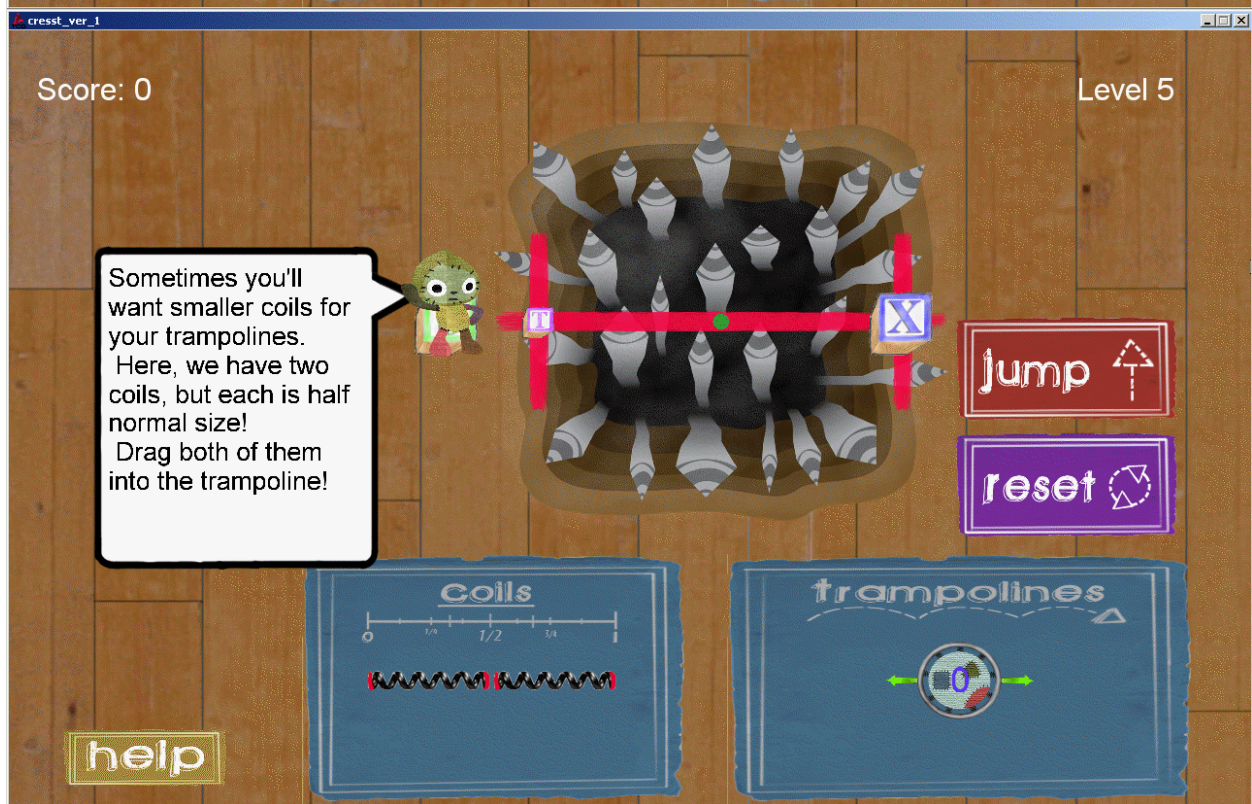 cresst_ver_1
Score: 0
Level 5
Sometimes you'll
want smaller coils for
your trampolines.
Here, we have two
coils, but each is half
normal size!
Drag both of them
into the trampoline!
T
X
jump
reset
coils
0 1/2 1
trampolines
0
help